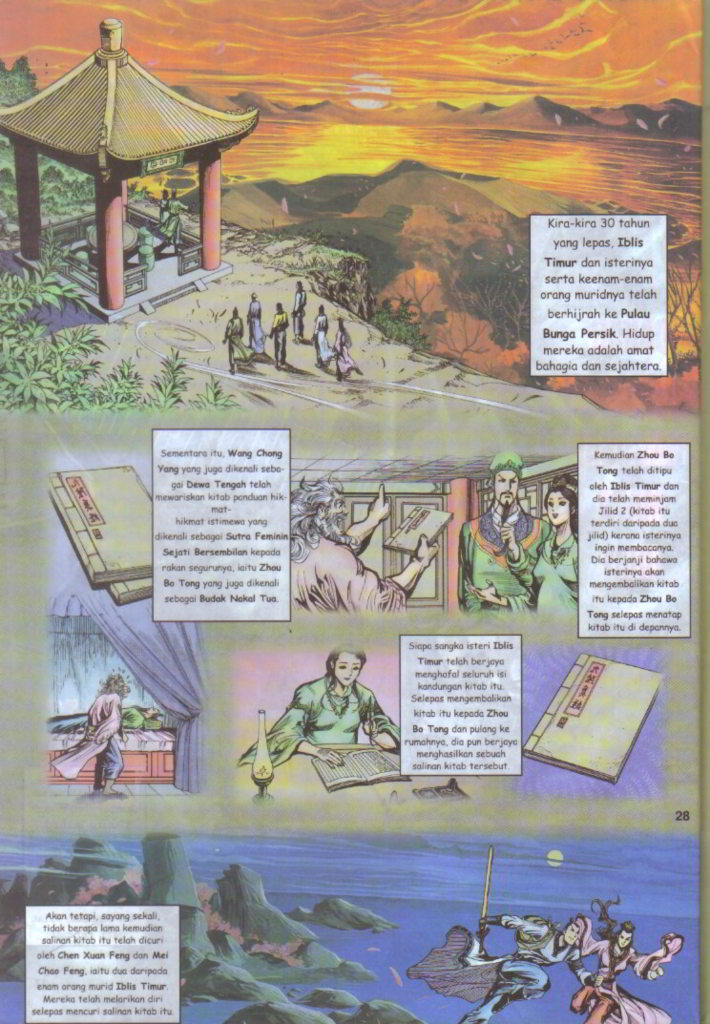 Kira-kira 30 tahun
yang lepas, Iblis
Timur dan isterinya
serta keenam-enam
orang muridnya telah
berhijrah ke Pulau
Bunga Persik. Hidup
mereka adalah amat
bahagia dan sejahtera.
Sementara itu, Wang Chong
Yang yang juga dikenali seba-
gai Dewa Tengah telah
mewariskan kitab panduan hik-
mat-
hikmat istimewa yang
dikenali sebagai Sutra Feminin
Sejati Bersembilan kepada
rakan segurunya, iaitu Zhou
Bo Tong yang juga dikenali
sebagai Budak Nakal Tua.
Kemudian Zhou Bo
Tong telah ditipu
oleh Iblis Timur dan
dia telah meminjam
Jilid 2 (kitab itu
terdiri daripada dua
jilid) kerana isterinya
ingin membacanya.
Dia berjanji bahawa
isterinya akan
mengembalikan kitab
itu kepada Zhou Bo
Tong selepas menatap
kitab itu di depannya.
Siapa sangka isteri Iblis
Timur telah berjaya
menghafal seluruh isi
kandungan kitab itu.
Selepas mengembalikan
kitab itu kepada Zhou
Bo Tong dan pulang ke
rumahnya, dia pun berjaya
menghasilkan sebuah
salinan kitab tersebut.
28
Akan tetapi, sayang sekali,
tidak berapa lama kemudian
salinan kitab itu telah dicuri
oleh Chen Xuan Feng dan Mei
Chao Feng, iaitu dua daripada
enam orang murid Iblis Timur.
Mereka telah melarikan diri
selepas mencuri salinan kitab itu.